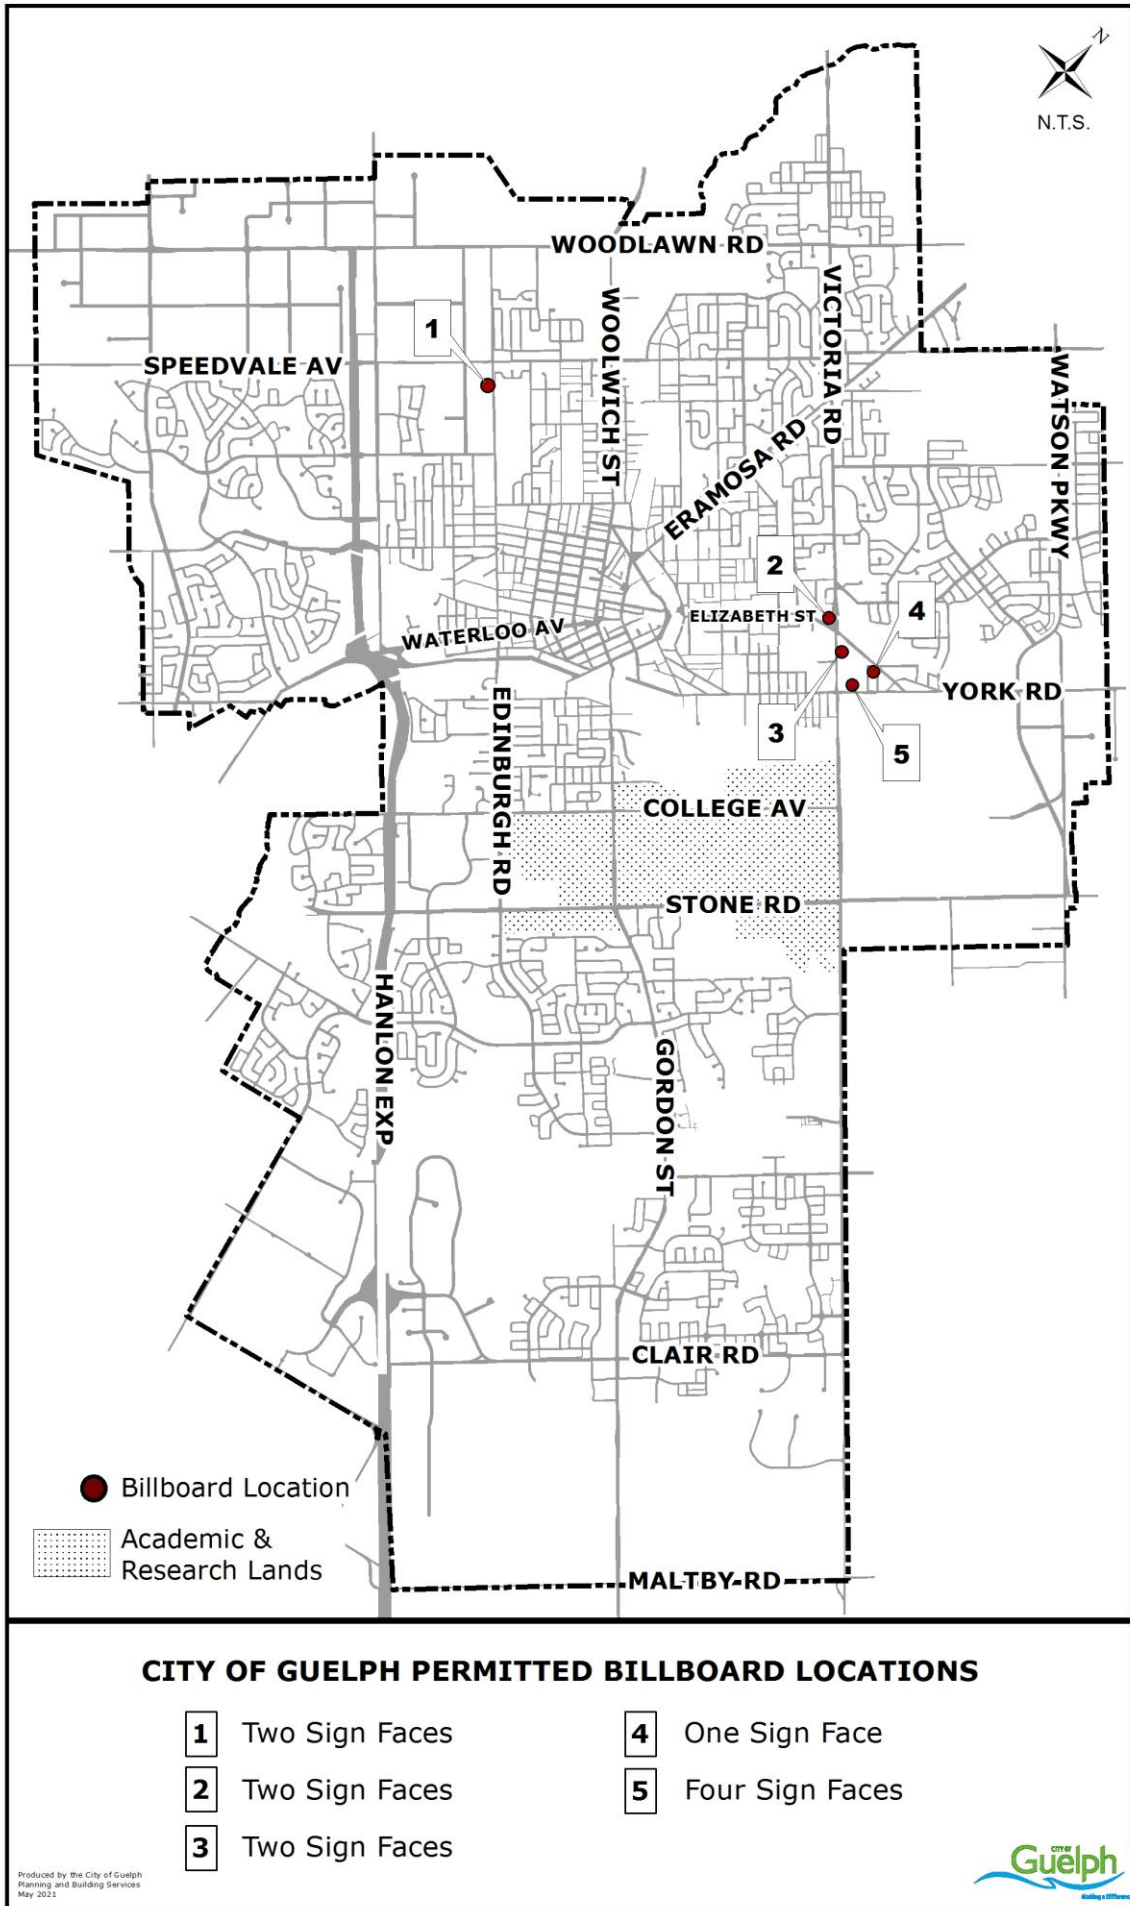 N
N.T.S.
WOODLAWN RD
WOOLWICH ST
VICTORIA RD
1
SPEEDVALE AV
WATSON PKWY
ERAMOSA RD
2
4
ELIZABETH ST
WATERLOO AV
YORK RD
EDINBURGH RD
3
5
COLLEGE AV
STONE RD
HANLON EXP
GORDON ST
CLAIR RD
Billboard Location
Academic &
Research Lands
MALTBY RD
CITY OF GUELPH PERMITTED BILLBOARD LOCATIONS
1 Two Sign Faces
2 Two Sign Faces
3 Two Sign Faces
4 One Sign Face
5 Four Sign Faces
Produced by the City of Guelph
Planning and Building Services
May 2021
CITY OF
Guelph
Making a Difference